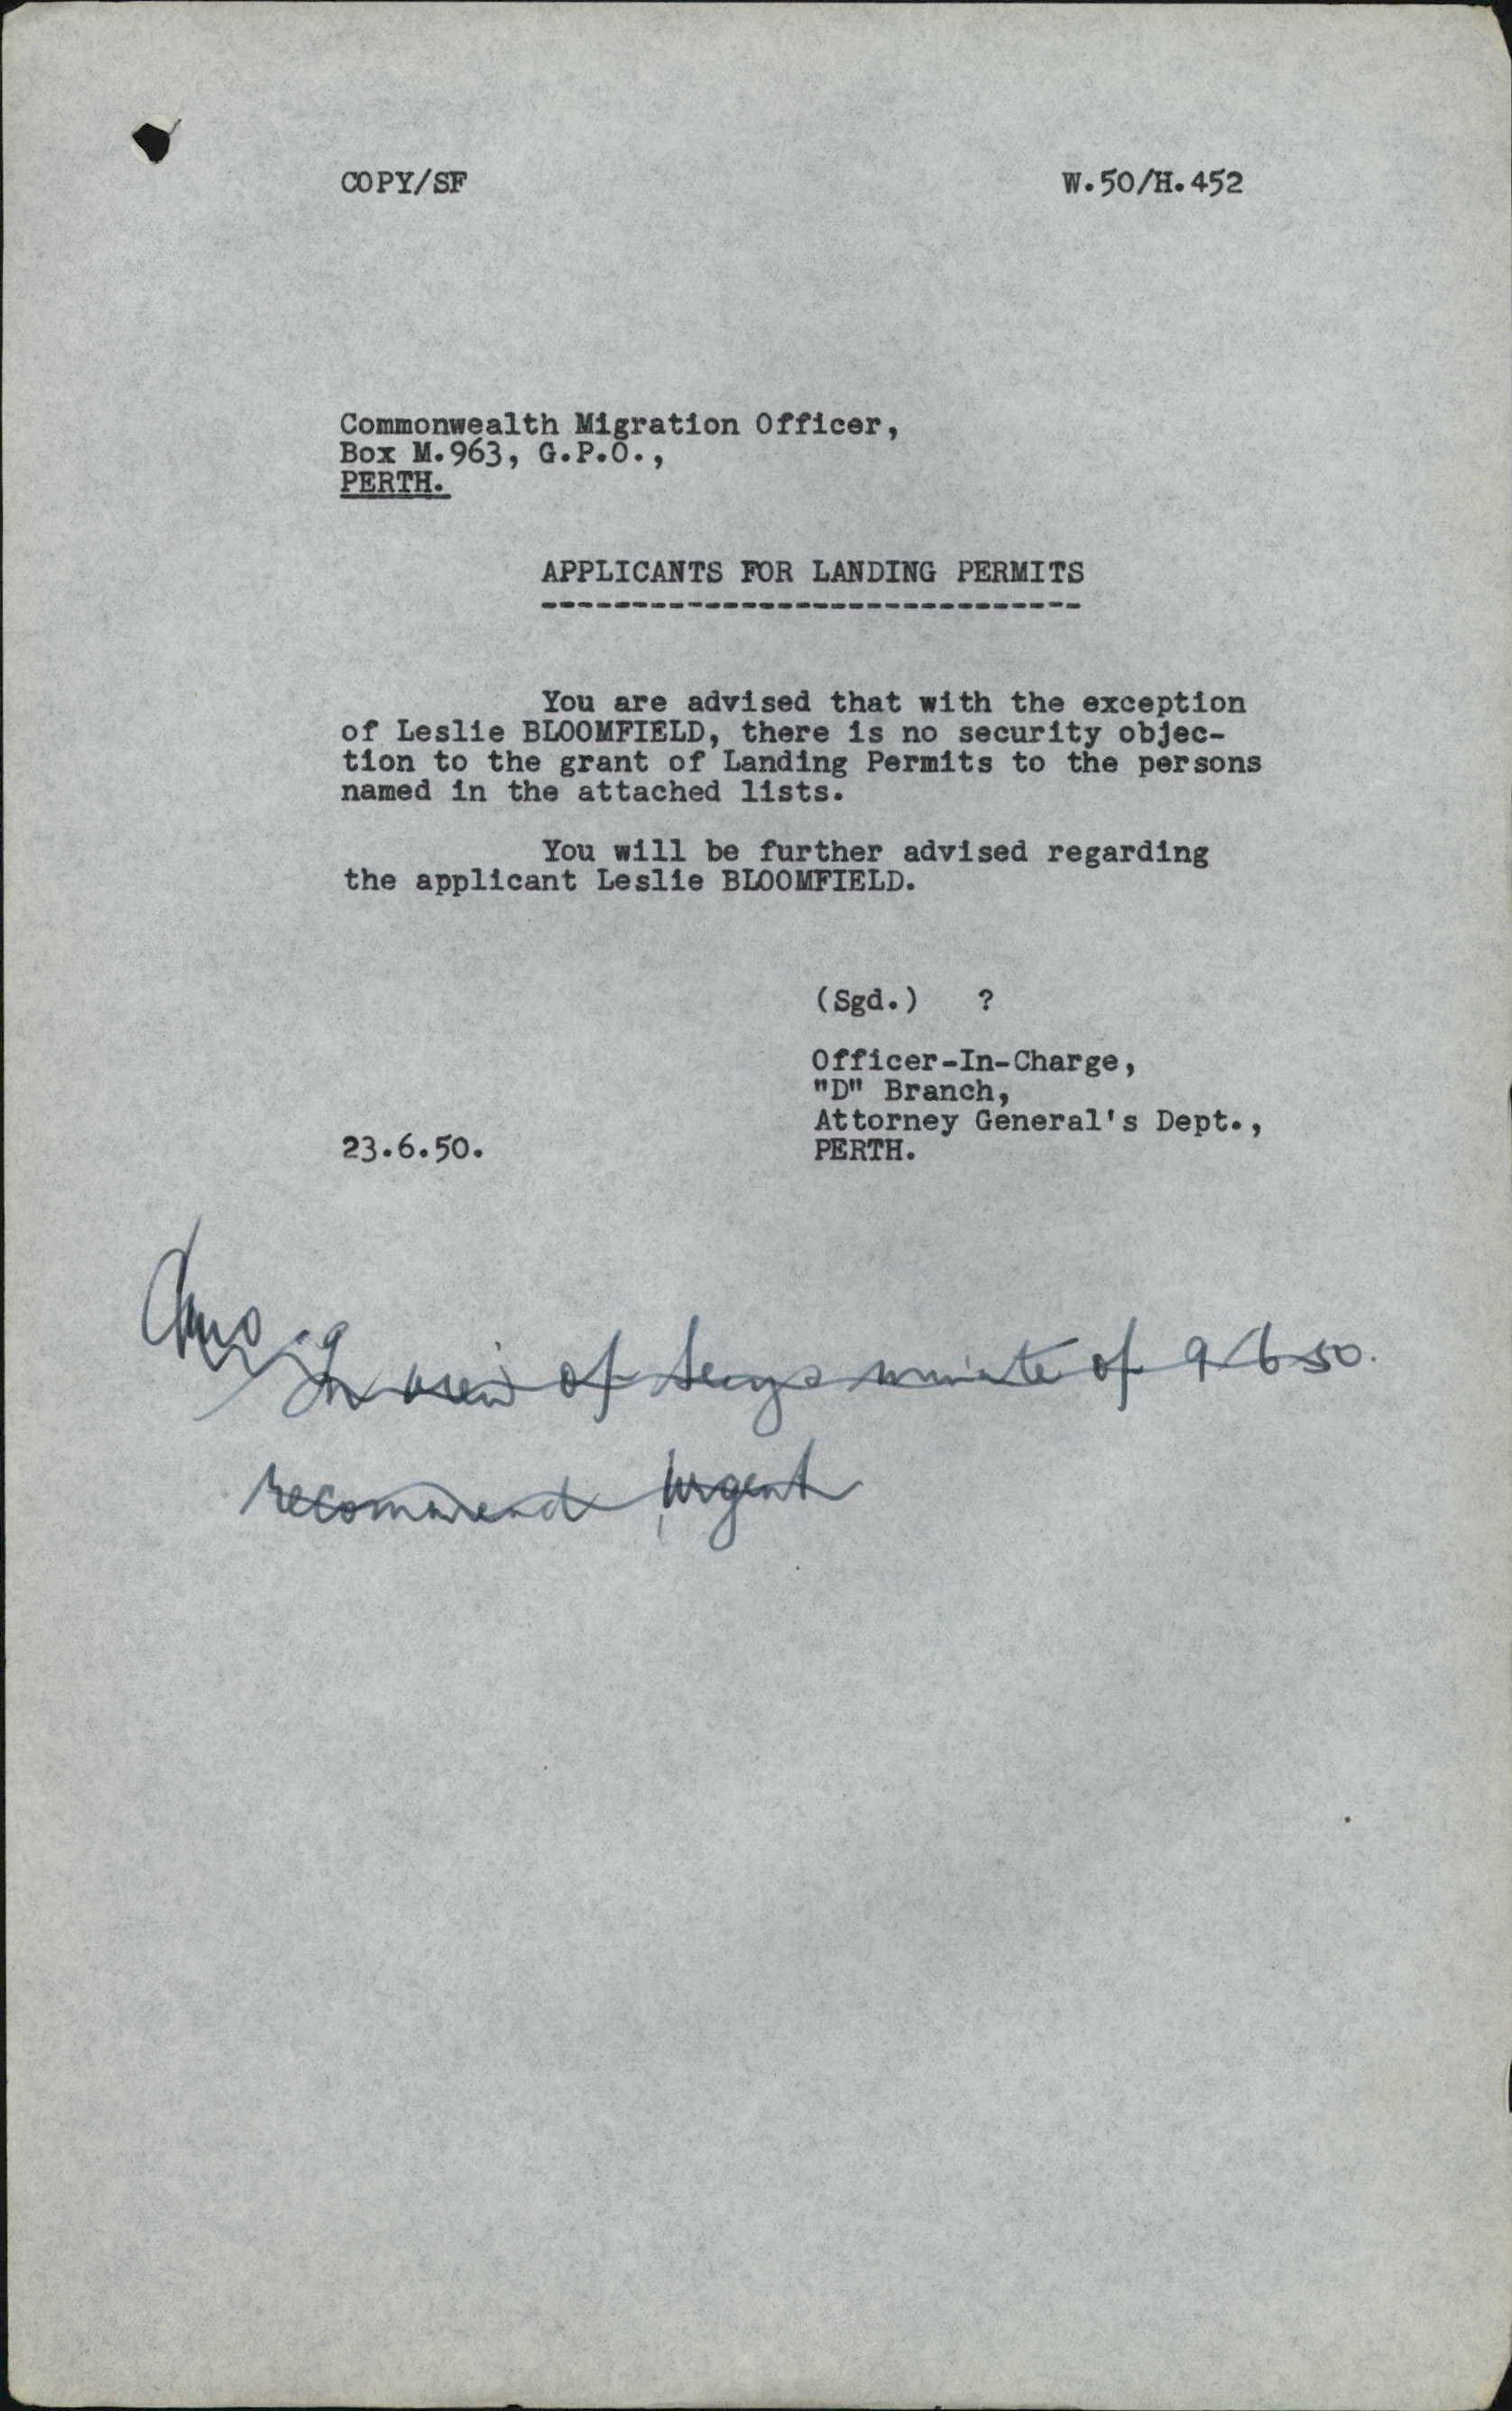 COPY/SF
W.50/H.452
Commonwealth Migration Officer,
Box M.963, G.P.O.,
PERTH.
APPLICANTS FOR LANDING PERMITS
------------------------------
You are advised that with the exception
of Leslie BLOOMFIELD, there is no security objec-
tion to the grant of Landing Permits to the persons
named in the attached lists.
You will be further advised regarding
the applicant Leslie BLOOMFIELD.
(Sgd.) ?
Officer-In-Charge,
"D" Branch,
Attorney General's Dept.,
23.6.50.
PERTH.
In view of minute of 9/6/50.
recommend urgent